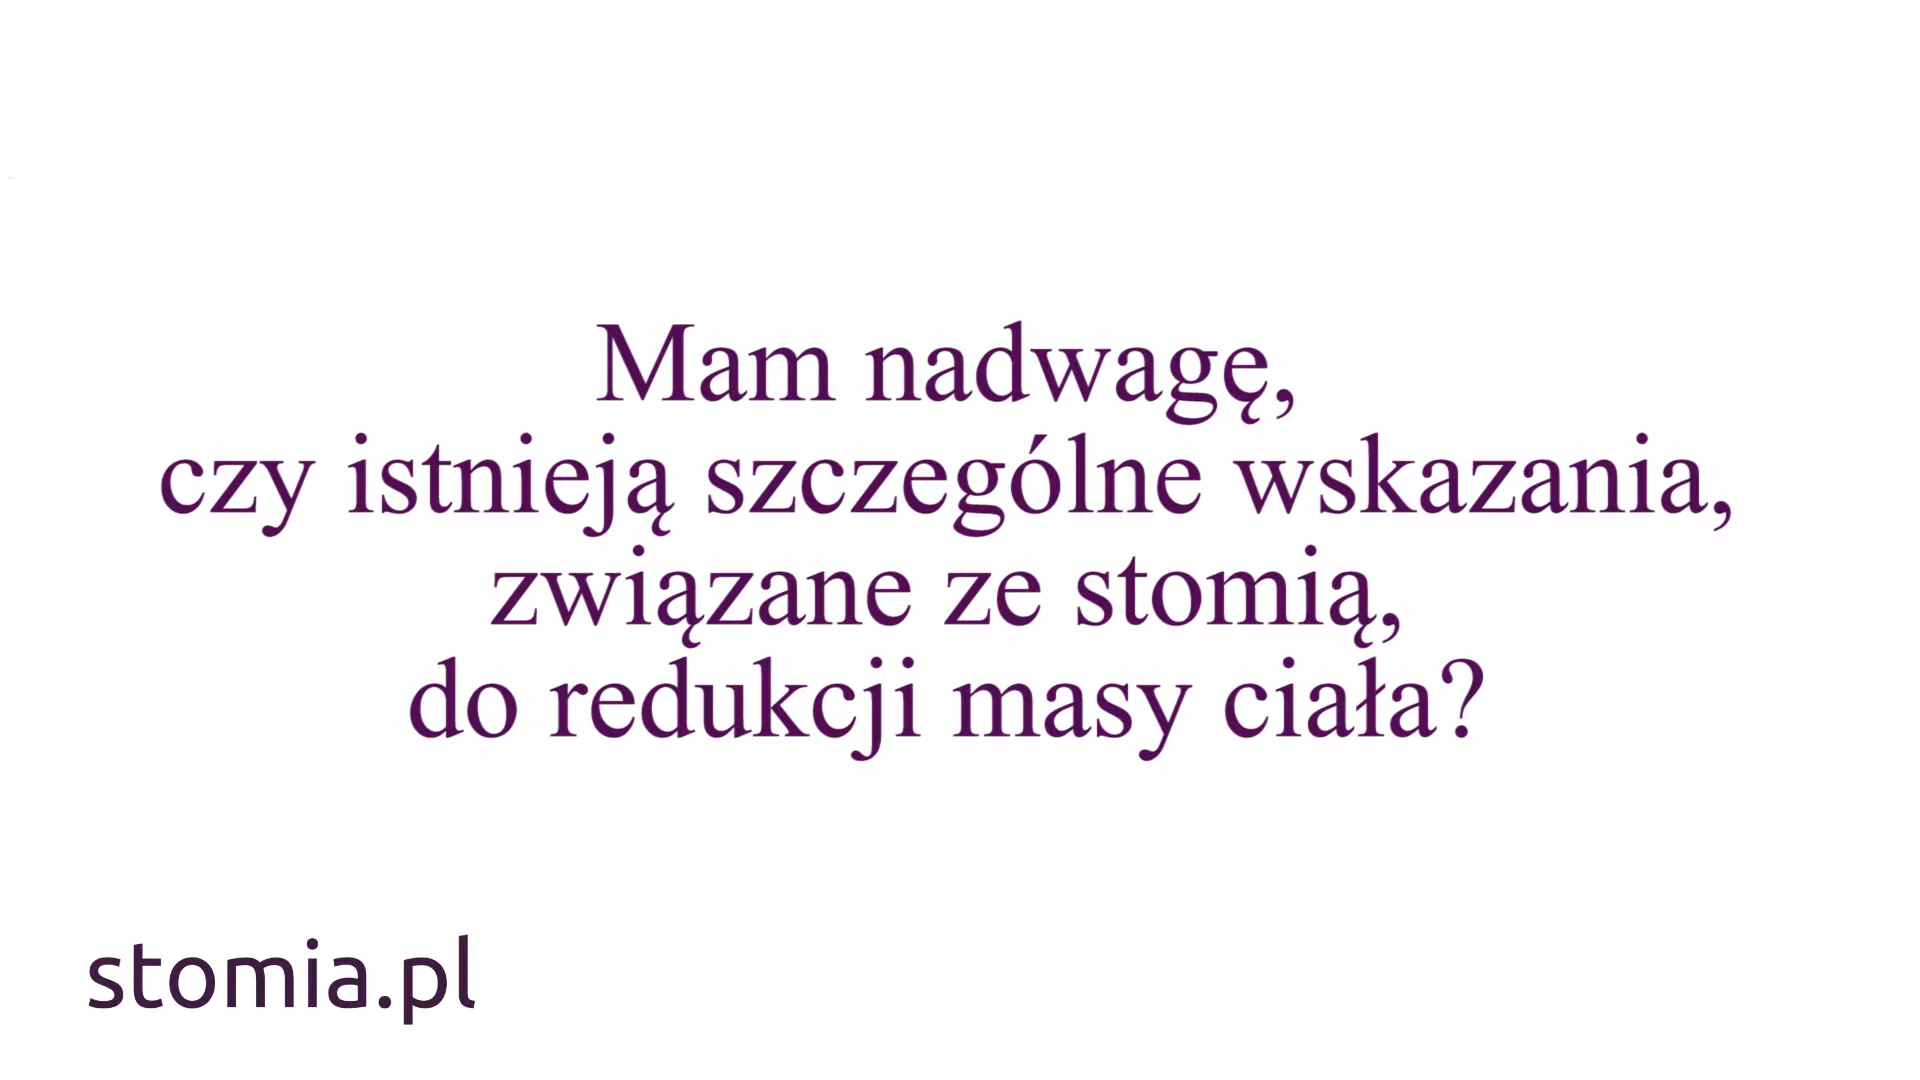 Mam nadwagę,
czy istnieją szczególne wskazania,
związane ze stomią,
do redukcji masy ciała?
stomia.pl